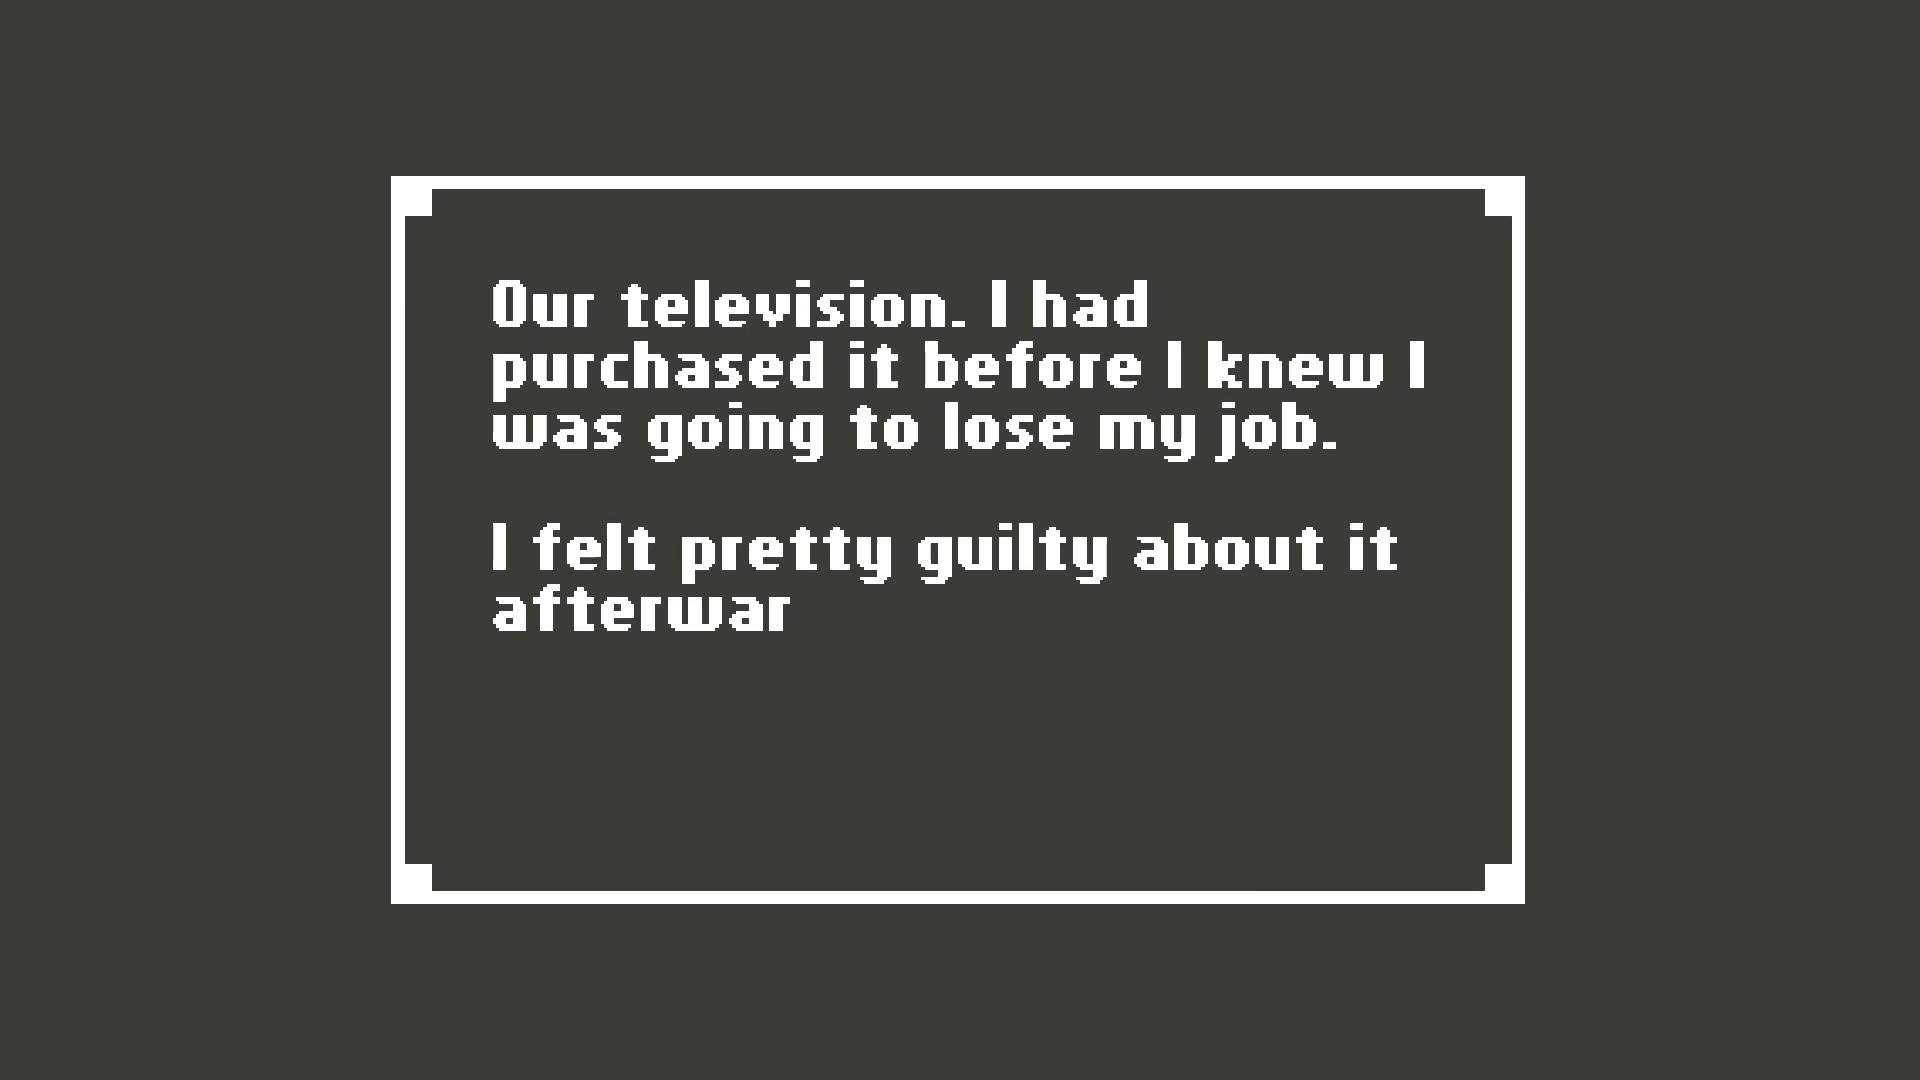 Our television. I had
purchased it before I knew I
was going to lose my job.
I felt pretty guilty about it
afterwar